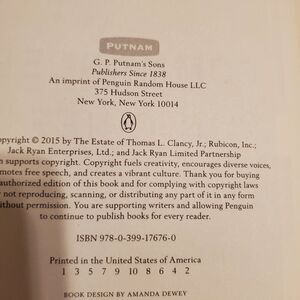 PUTNAM
G. P. Putnam's Sons
Publishers Since 1838
An imprint of Penguin Random House LLC
375 Hudson Street
New York, New York 10014
opyright © 2015 by The Estate of Thomas L. Clancy, Jr.; Rubicon, Inc.;
Jack Ryan Enterprises, Ltd.; and Jack Ryan Limited Partnership
n supports copyright. Copyright fuels creativity, encourages diverse voices,
motes free speech, and creates a vibrant culture. Thank you for buying
uthorized edition of this book and for complying with copyright laws
not reproducing, scanning, or distributing any part of it in any form
ithout permission. You are supporting writers and allowing Penguin
to continue to publish books for every reader.
ISBN 978-0-399-17676-0
Printed in the United States of America
1 3 5 7 9 10 8 6 4 2
BOOK DESIGN BY AMANDA DEWEY